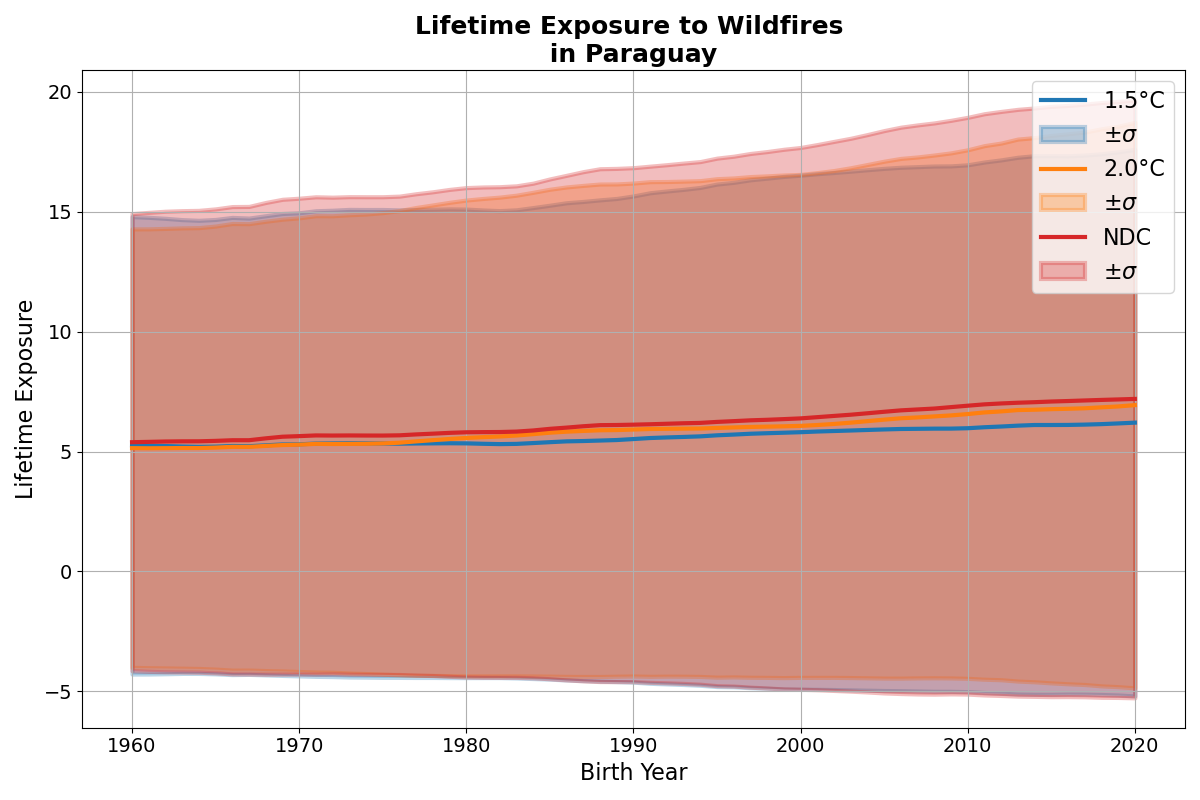 Lifetime Exposure to Wildfires
in Paraguay
Lifetime Exposure
20
15
10
5
0
−5
1960
1970
1980
1990
2000
2010
2020
Birth Year
1.5°C
±σ
2.0°C
±σ
NDC
±σ